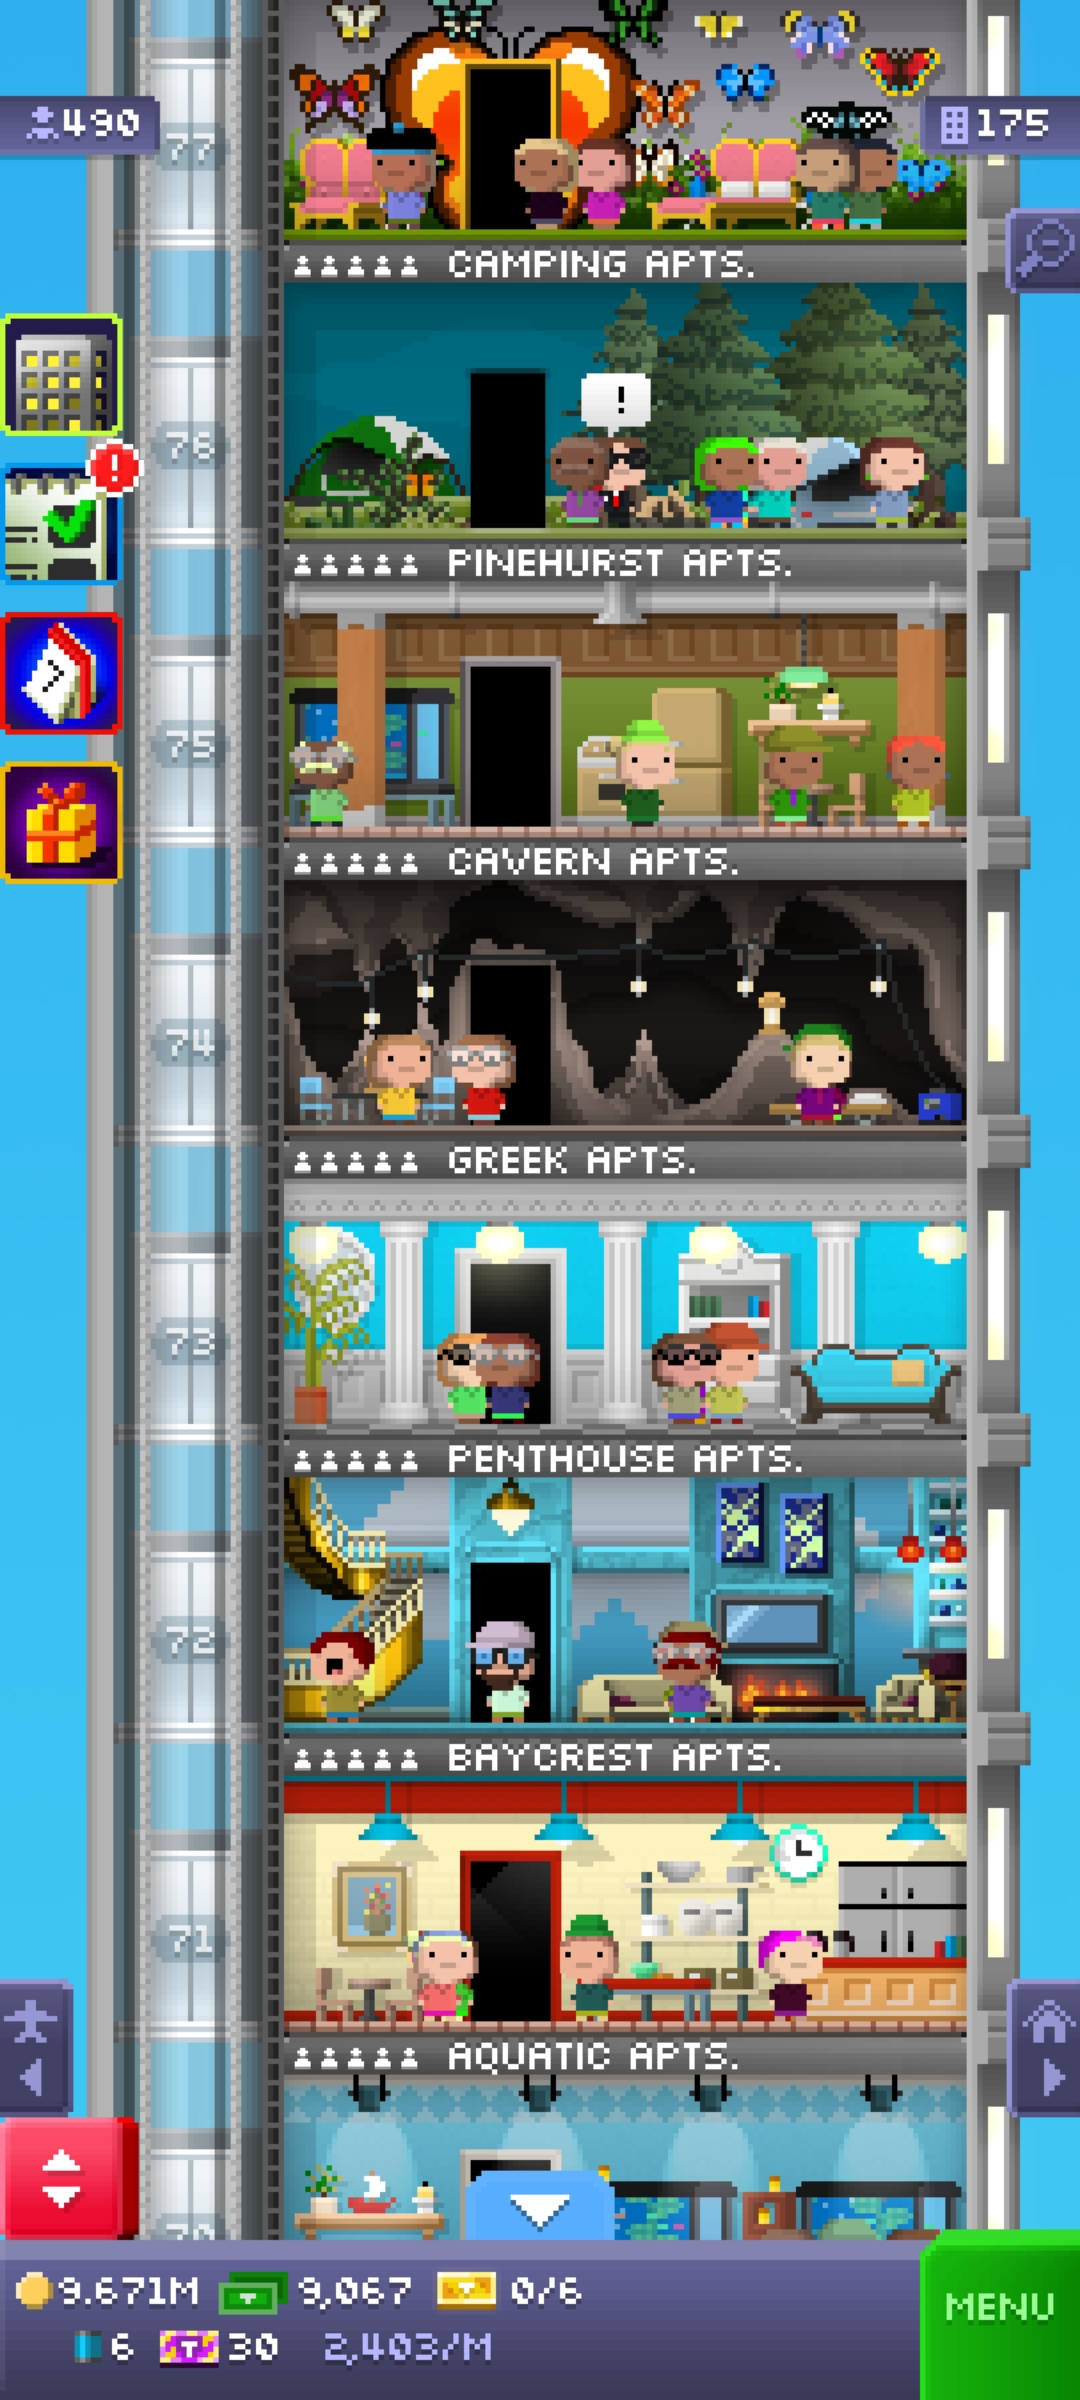 490
175
77
CAMPING APTS.
!
76
!
PINEHURST APTS.
7
75
CAVERN APTS.
74
GREEK APTS.
73
PENTHOUSE APTS.
72
BAYCREST APTS.
71
AQUATIC APTS.
70
9.671M 9,067 0/6
6 T 30 2,403/M
MENU